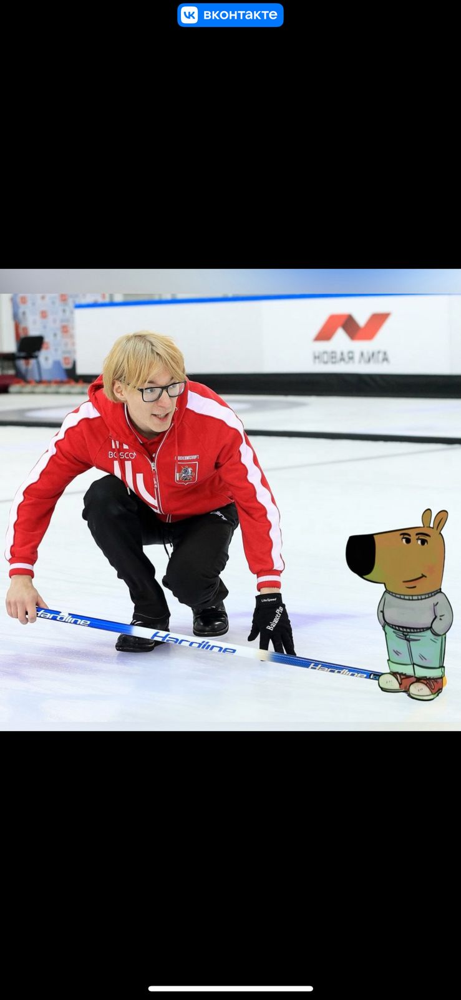 вконтакте
НОВАЯ ЛИГА
BOSCO
МОСКОМСПОРТ
LiteSpeed
BalancePlus
Hardline
Hardline
Hardline